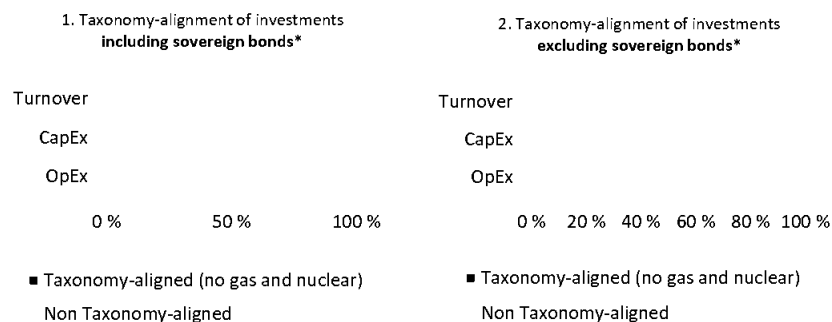 1. Taxonomy-alignment of investments
including sovereign bonds*
Turnover
CapEx
OpEx
0 %
50 %
100 %
■ Taxonomy-aligned (no gas and nuclear)
Non Taxonomy-aligned
2. Taxonomy-alignment of investments
excluding sovereign bonds*
Turnover
CapEx
OpEx
0 %
20 %
40 %
60 %
80 %
100 %
■ Taxonomy-aligned (no gas and nuclear)
Non Taxonomy-aligned